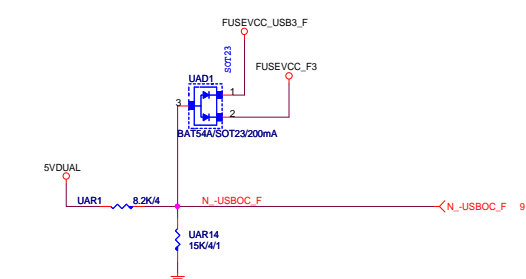 FUSEVCC_USB3_F
SOT23
FUSEVCC_F3
UAD1
1
3
2
BAT54A/SOT23/200mA
5VDUAL
UAR1 8.2K/4 N_-USBOC_F
N_-USBOC_F 9
UAR14
15K/4/1